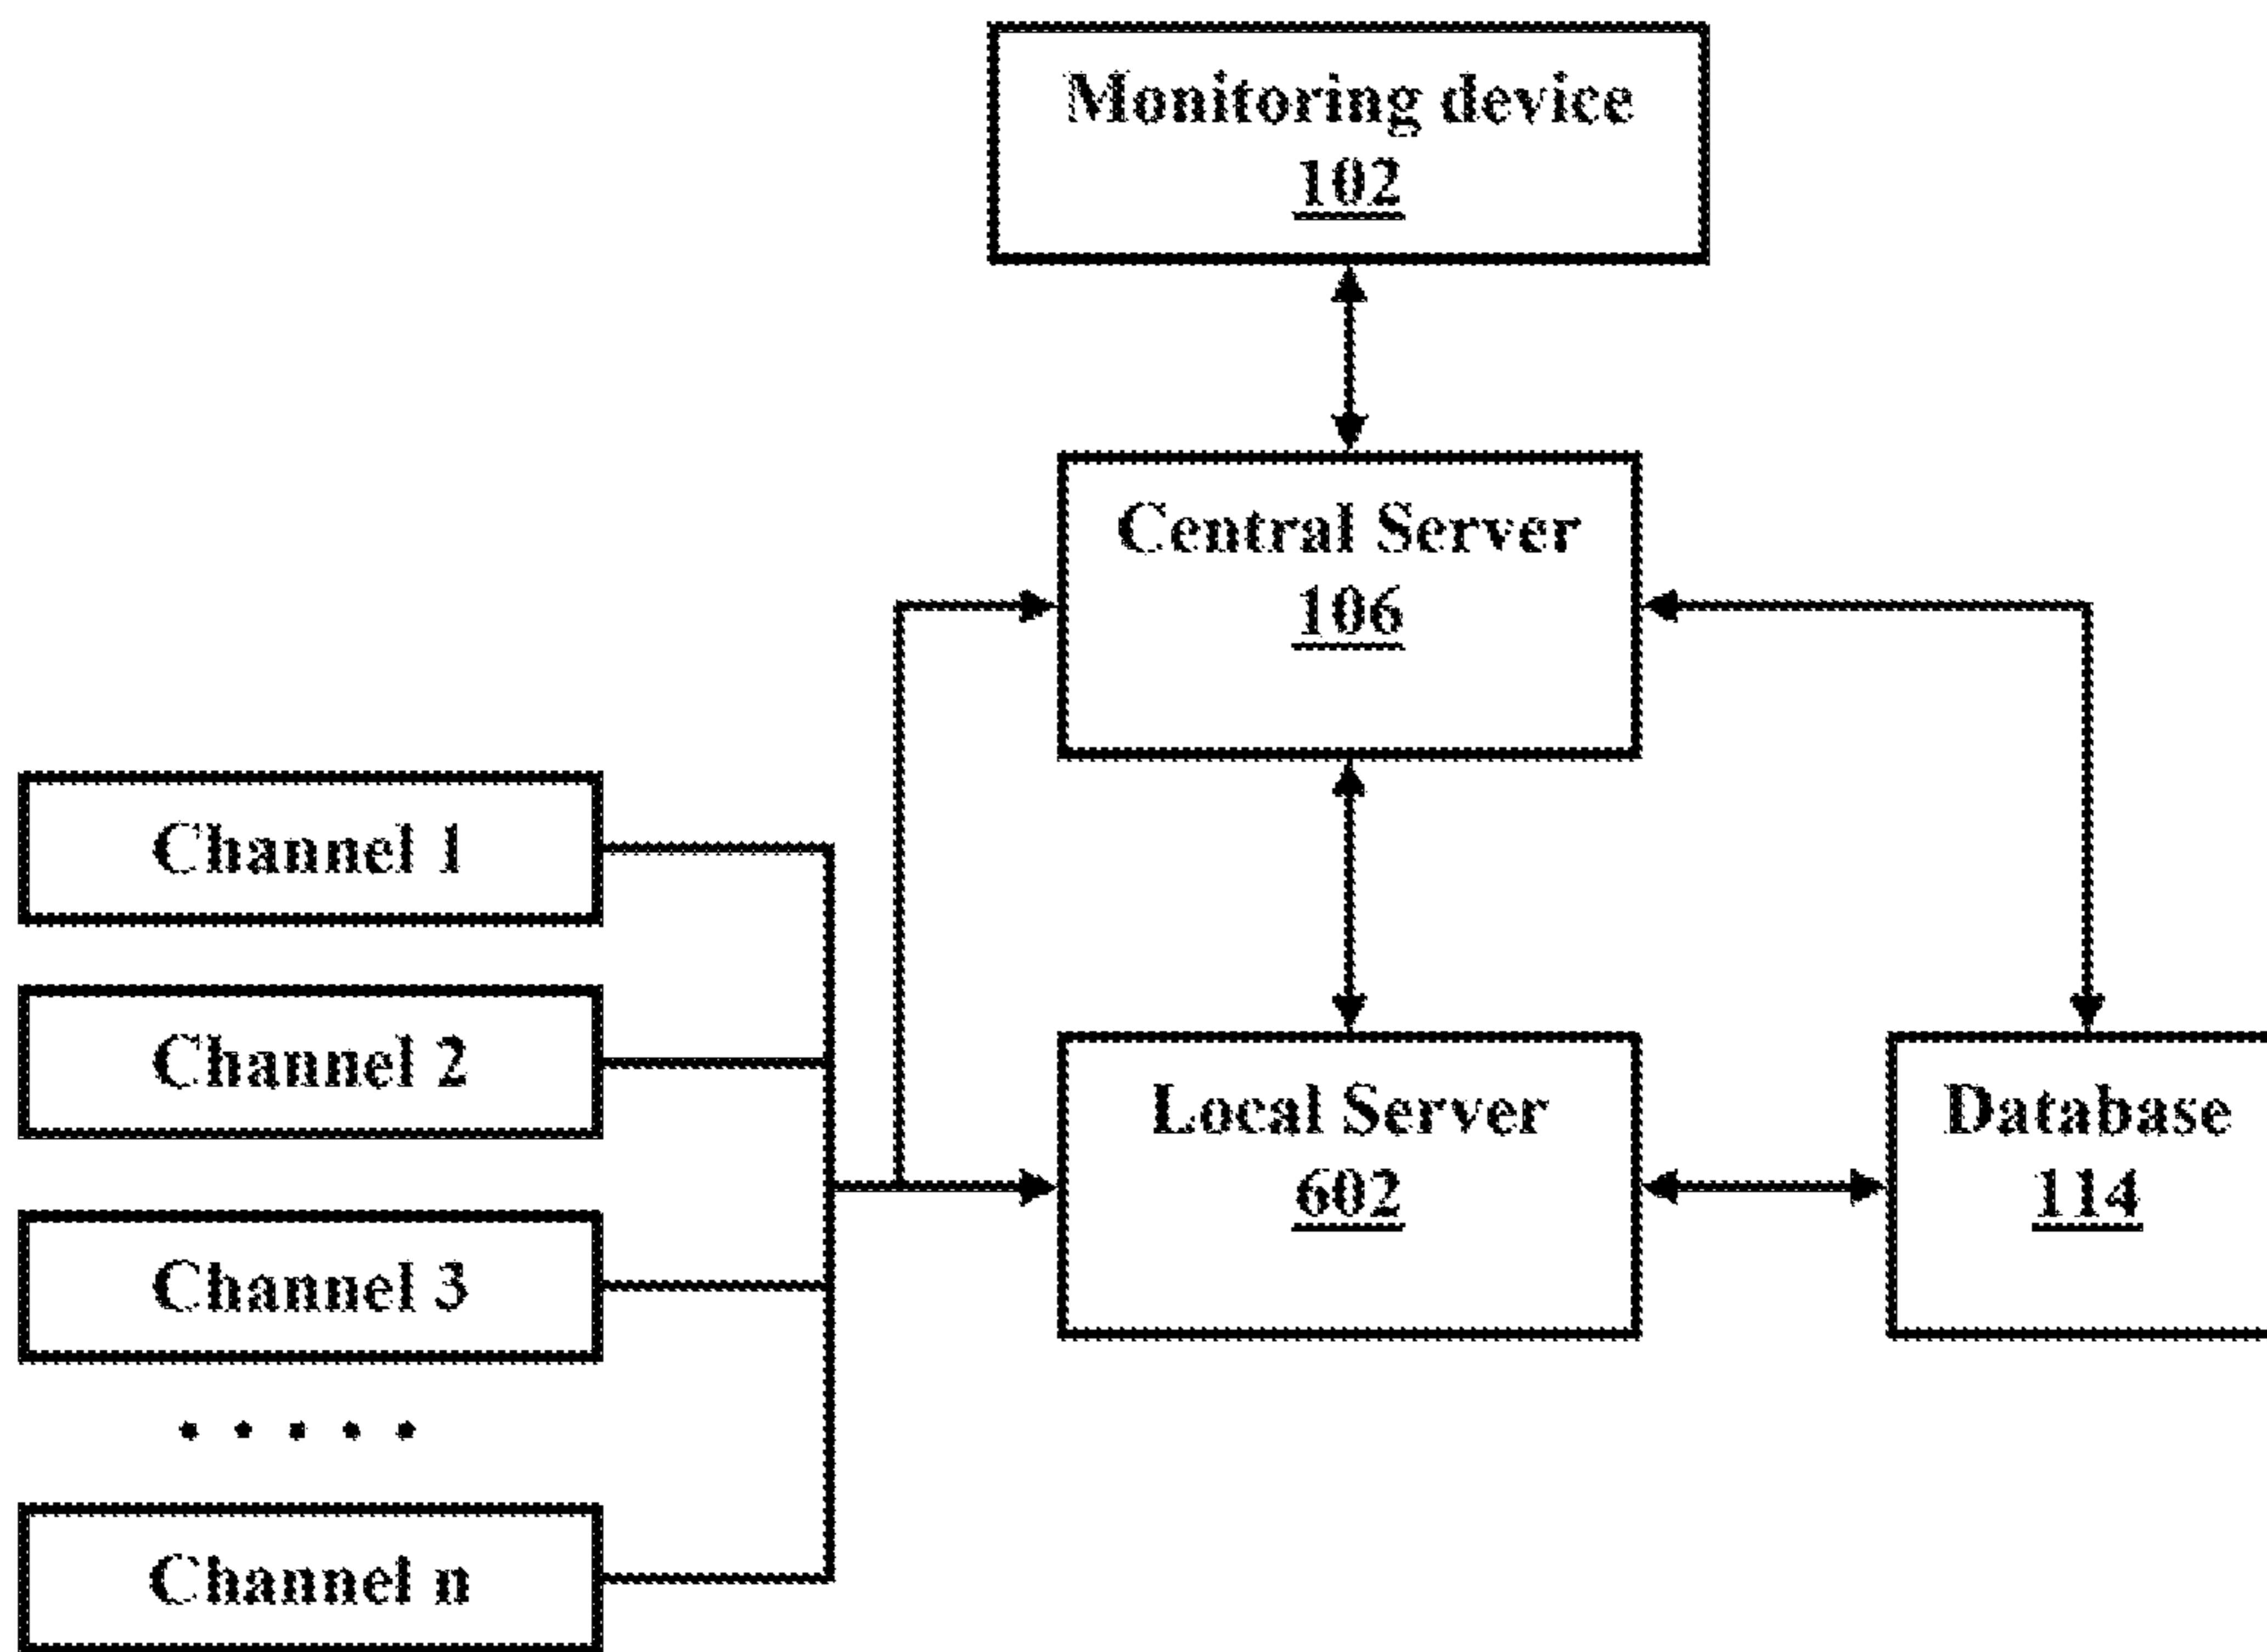 Monitoring device
102
Central Server
106
Channel 1
Channel 2
Channel 3
.....
Channel n
Local Server
602
Database
114